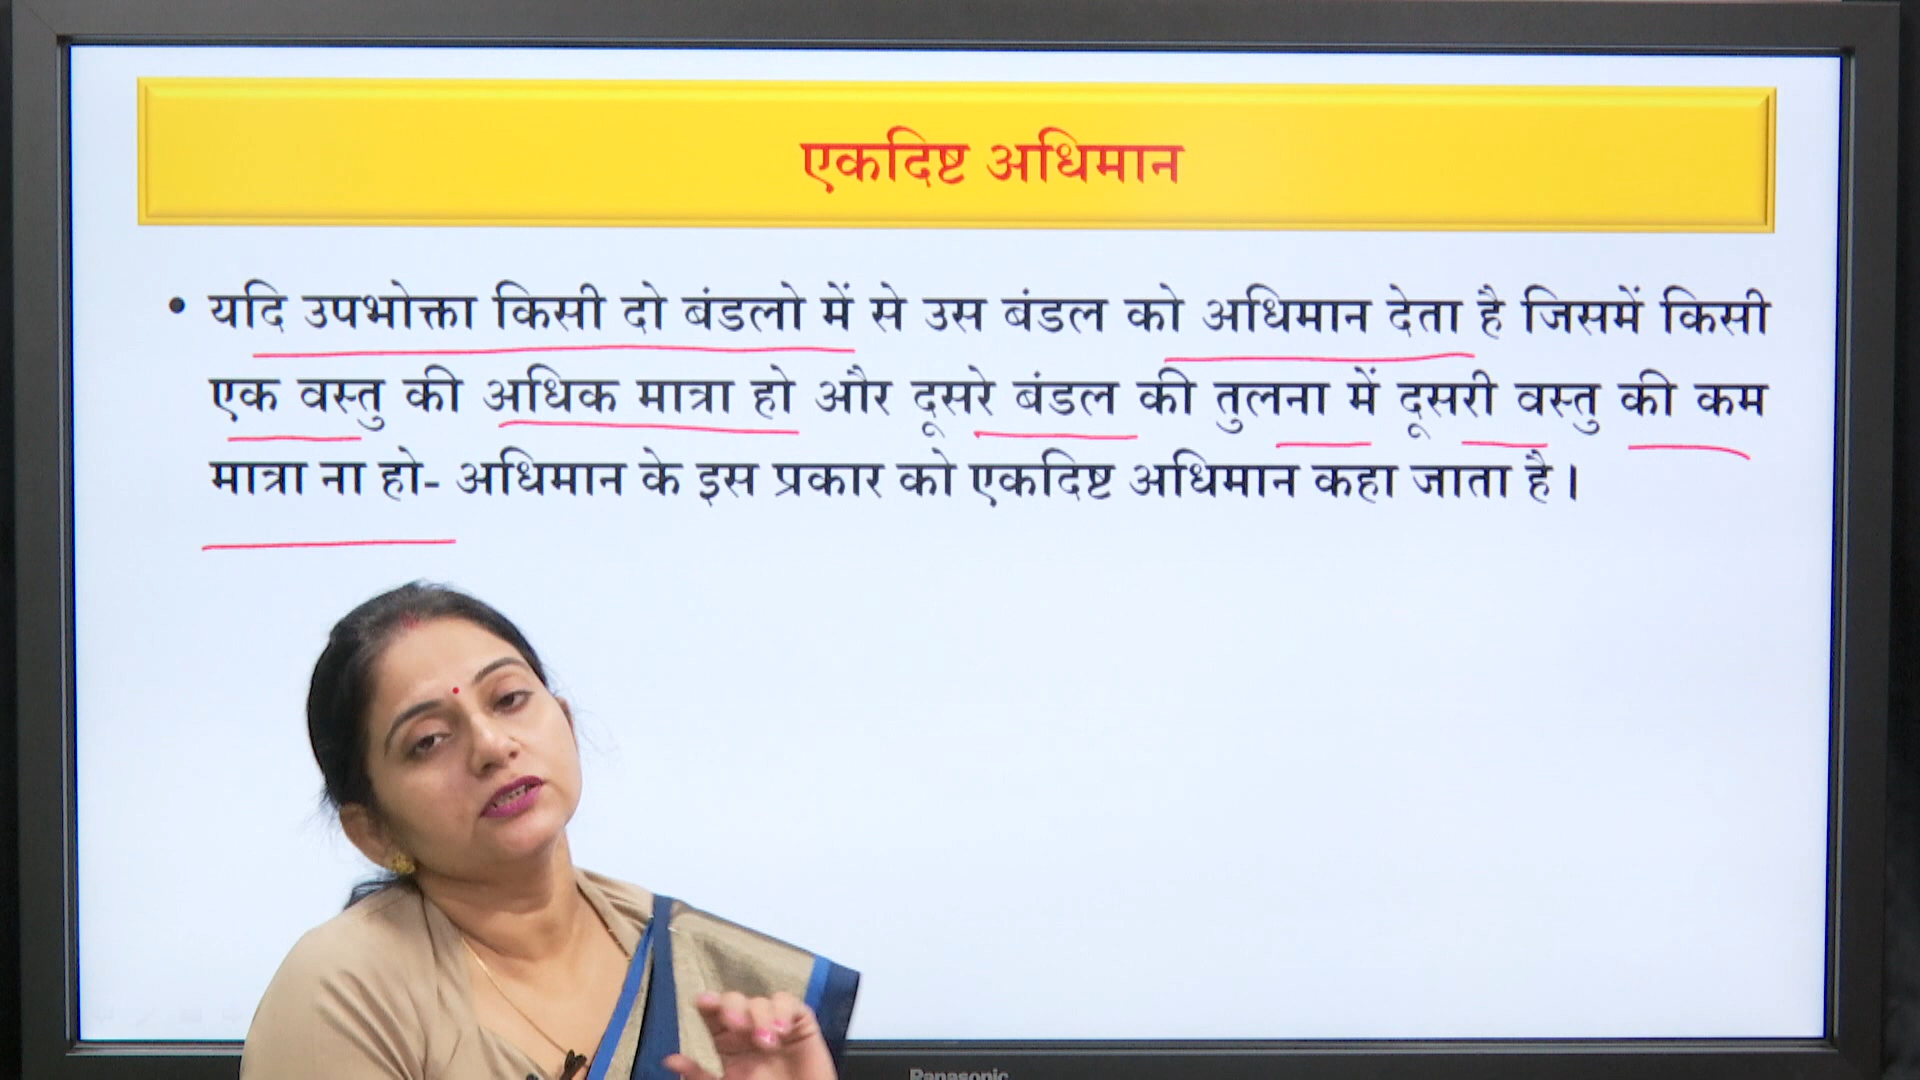 एकदिष्ट अधिमान
• यदि उपभोक्ता किसी दो बंडलो में से उस बंडल को अधिमान देता है जिसमें किसी
एक वस्तु की अधिक मात्रा हो और दूसरे बंडल की तुलना में दूसरी वस्तु की कम
मात्रा ना हो- अधिमान के इस प्रकार को एकदिष्ट अधिमान कहा जाता है।
Panasonic